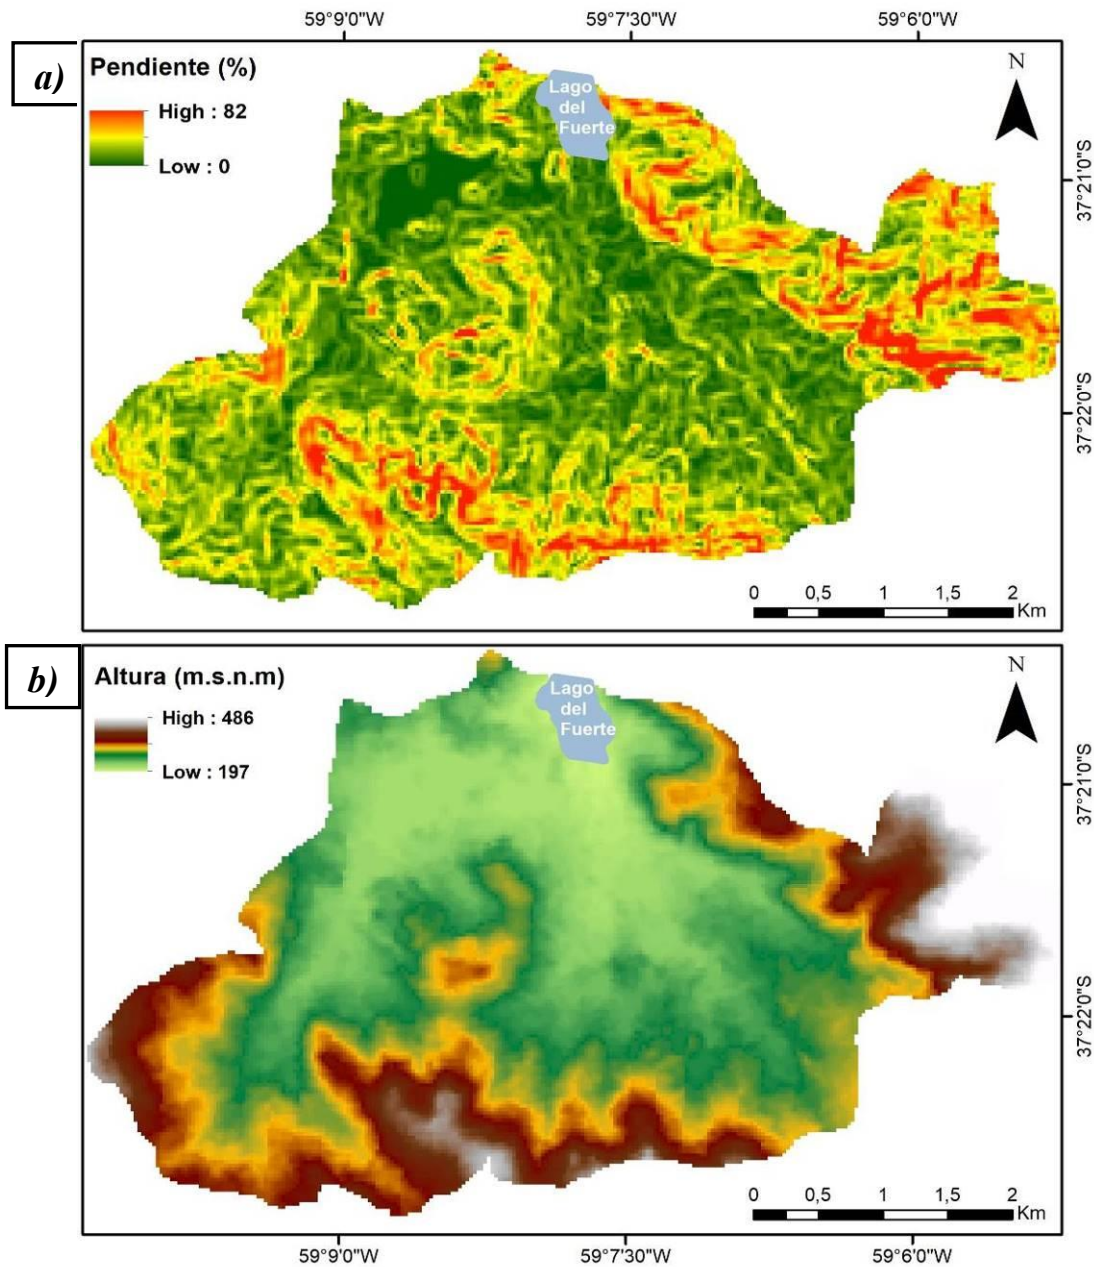 59°9'0"W 59°7'30"W 59°6'0"W
a)
Pendiente (%)
High : 82
Low : 0
Lago
del
Fuerte
N
37°21'0"S
37°22'0"S
0 0,5 1 1,5 2
Km
b)
Altura (m.s.n.m)
High : 486
Low : 197
Lago
del
Fuerte
N
37°21'0"S
37°22'0"S
0 0,5 1 1,5 2
Km
59°9'0"W 59°7'30"W 59°6'0"W